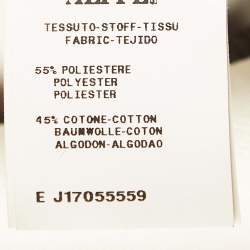 TESSUTO-STOFF-TISSU
FABRIC-TEJIDO
55% POLIESTERE
POLYESTER
POLIESTER
45% COTONE-COTTON
BAUMWOLLE-COTON
ALGODON-ALGODAO
E J17055559